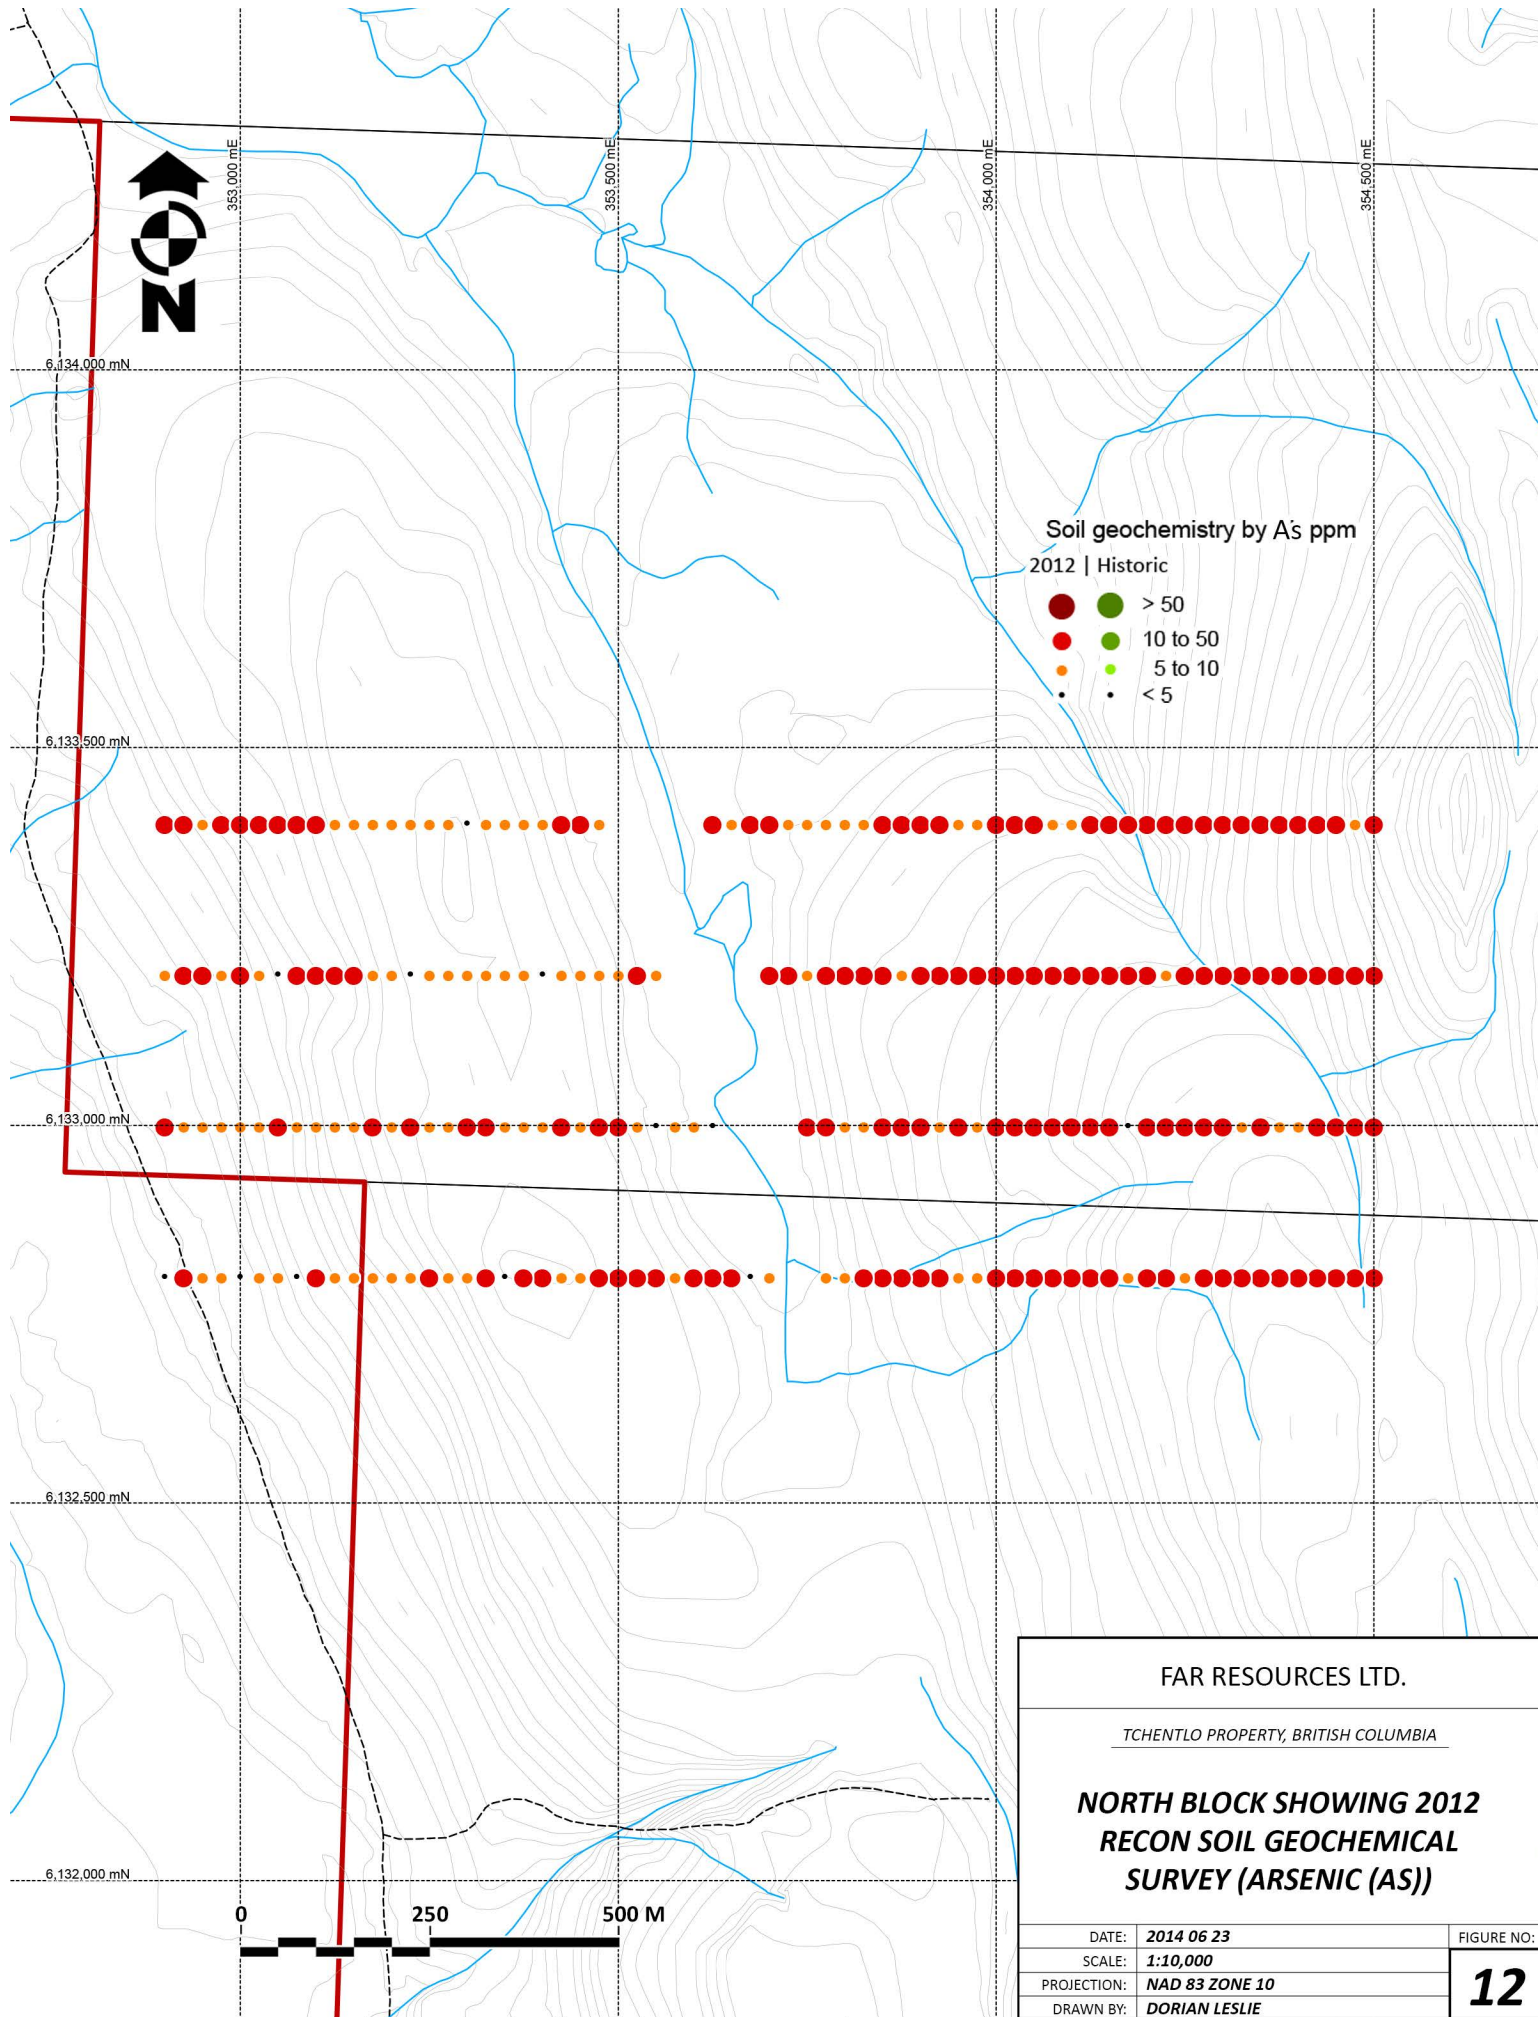 353,000 mE
353,500 mE
354,000 mE
354,500 mE
N
6,134,000 mN
Soil geochemistry by As ppm
2012 | Historic
> 50
10 to 50
5 to 10
< 5
6,133,500 mN
6,133,000 mN
6,132,500 mN
6,132,000 mN
0 250 500 M
FAR RESOURCES LTD.
TCHENTLO PROPERTY, BRITISH COLUMBIA
NORTH BLOCK SHOWING 2012
RECON SOIL GEOCHEMICAL
SURVEY (ARSENIC (AS))
DATE: 2014 06 23
SCALE: 1:10,000
PROJECTION: NAD 83 ZONE 10
DRAWN BY: DORIAN LESLIE
FIGURE NO:
12